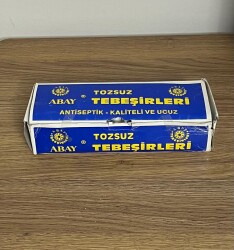 TOZSUZ
ABAY ® TEBEŞİRLERİ
ANTİSEPTİK - KALİTELİ VE UCUZ
TOZSUZ
ABAY ® TEBEŞİRLERİ